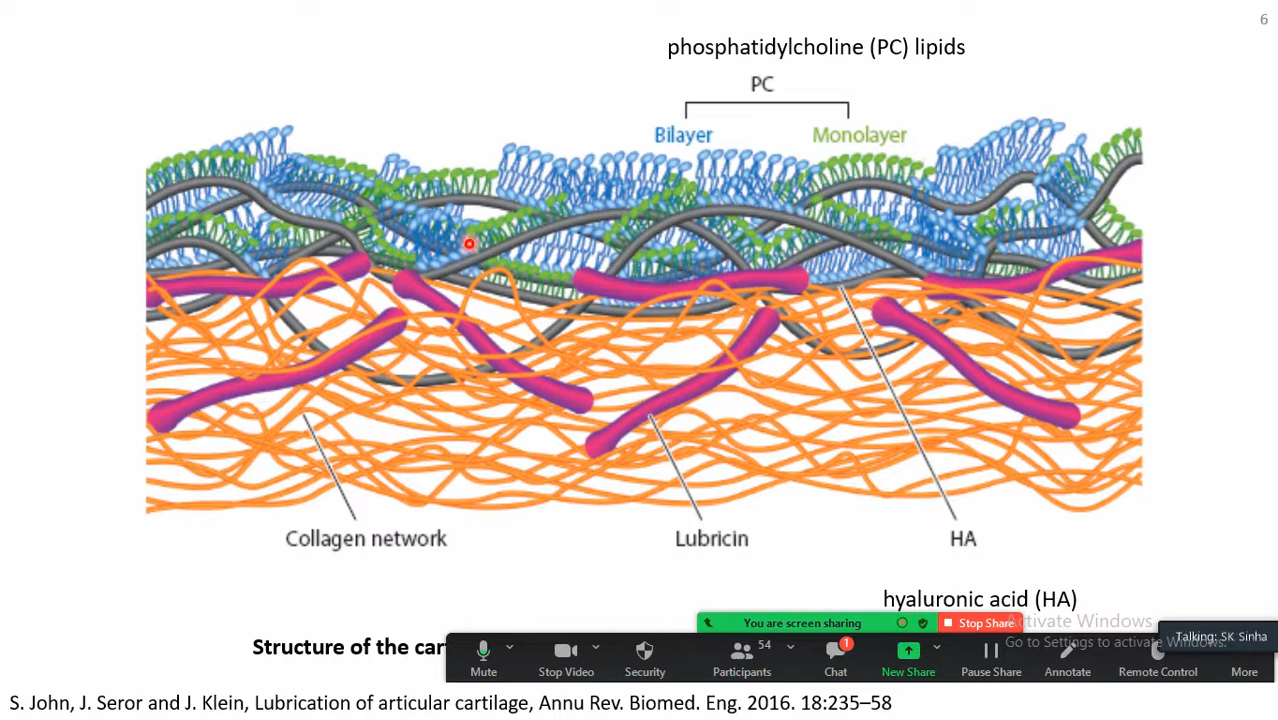 6
phosphatidylcholine (PC) lipids
PC
Bilayer
Monolayer
Collagen network
Lubricin
HA
hyaluronic acid (HA)
You are screen sharing
Stop Share
Activate Windows
Go to Settings to activate Windows.
Talking: SK Sinha
Structure of the
54
1
Mute
Stop Video
Security
Participants
Chat
New Share
Pause Share
Annotate
Remote Control
More
S. John, J. Seror and J. Klein, Lubrication of articular cartilage, Annu Rev. Biomed. Eng. 2016. 18:235–58